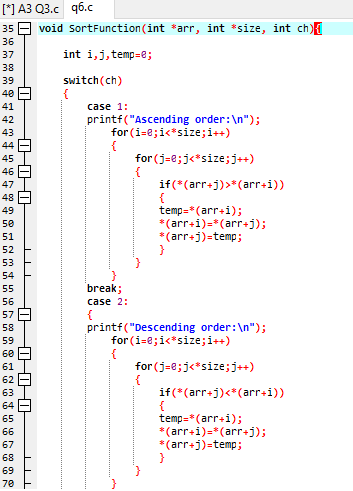 [*] A3 Q3.c q6.c
35 void SortFunction(int *arr, int *size, int ch){
36
37 int i,j,temp=0;
38
39 switch(ch)
40 {
41 case 1:
42 printf("Ascending order:\n");
43 for(i=0;i<*size;i++)
44 {
45 for(j=0;j<*size;j++)
46 {
47 if(*(arr+j)>*(arr+i))
48 {
49 temp=*(arr+i);
50 *(arr+i)=*(arr+j);
51 *(arr+j)=temp;
52 }
53 }
54 }
55 break;
56 case 2:
57 {
58 printf("Descending order:\n");
59 for(i=0;i<*size;i++)
60 {
61 for(j=0;j<*size;j++)
62 {
63 if(*(arr+j)<*(arr+i))
64 {
65 temp=*(arr+i);
66 *(arr+i)=*(arr+j);
67 *(arr+j)=temp;
68 }
69 }
70 }